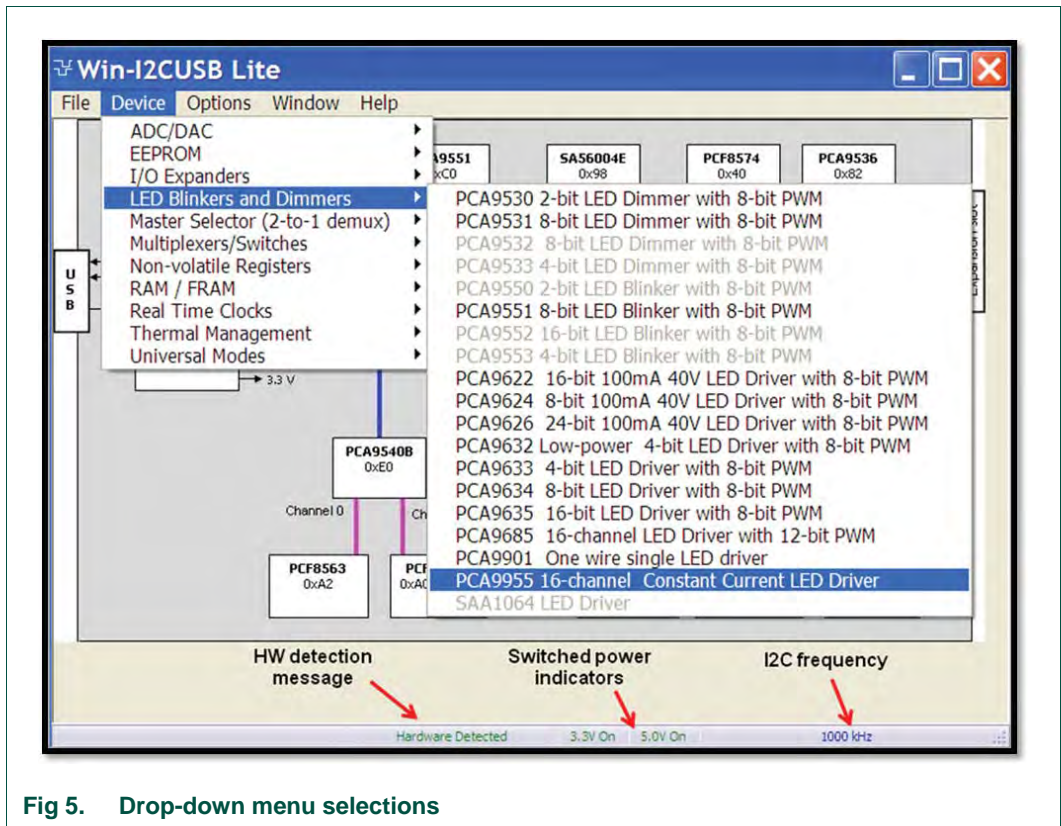 Win-I2CUSB Lite
File Device Options Window Help
ADC/DAC
EEPROM
I/O Expanders
LED Blinkers and Dimmers
Master Selector (2-to-1 demux)
Multiplexers/Switches
Non-volatile Registers
RAM / FRAM
Real Time Clocks
Thermal Management
Universal Modes
A9551
xC0
SA56004E
0x98
PCF8574
0x40
PCA9536
0x82
PCA9530 2-bit LED Dimmer with 8-bit PWM
PCA9531 8-bit LED Dimmer with 8-bit PWM
PCA9532 8-bit LED Dimmer with 8-bit PWM
PCA9533 4-bit LED Dimmer with 8-bit PWM
PCA9550 2-bit LED Blinker with 8-bit PWM
PCA9551 8-bit LED Blinker with 8-bit PWM
PCA9552 16-bit LED Blinker with 8-bit PWM
PCA9553 4-bit LED Blinker with 8-bit PWM
PCA9622 16-bit 100mA 40V LED Driver with 8-bit PWM
PCA9624 8-bit 100mA 40V LED Driver with 8-bit PWM
PCA9626 24-bit 100mA 40V LED Driver with 8-bit PWM
PCA9632 Low-power 4-bit LED Driver with 8-bit PWM
PCA9633 4-bit LED Driver with 8-bit PWM
PCA9634 8-bit LED Driver with 8-bit PWM
PCA9635 16-bit LED Driver with 8-bit PWM
PCA9685 16-channel LED Driver with 12-bit PWM
PCA9901 One wire single LED driver
PCA9955 16-channel Constant Current LED Driver
SAA1064 LED Driver
USB
3.3 V
PCA9540B
0xE0
Channel 0
Ch
PCF8563
0xA2
PCF
0xA0
HW detection
message
Switched power
indicators
I2C frequency
Hardware Detected 3.3V On 5.0V On 1000 kHz
Fig 5. Drop-down menu selections